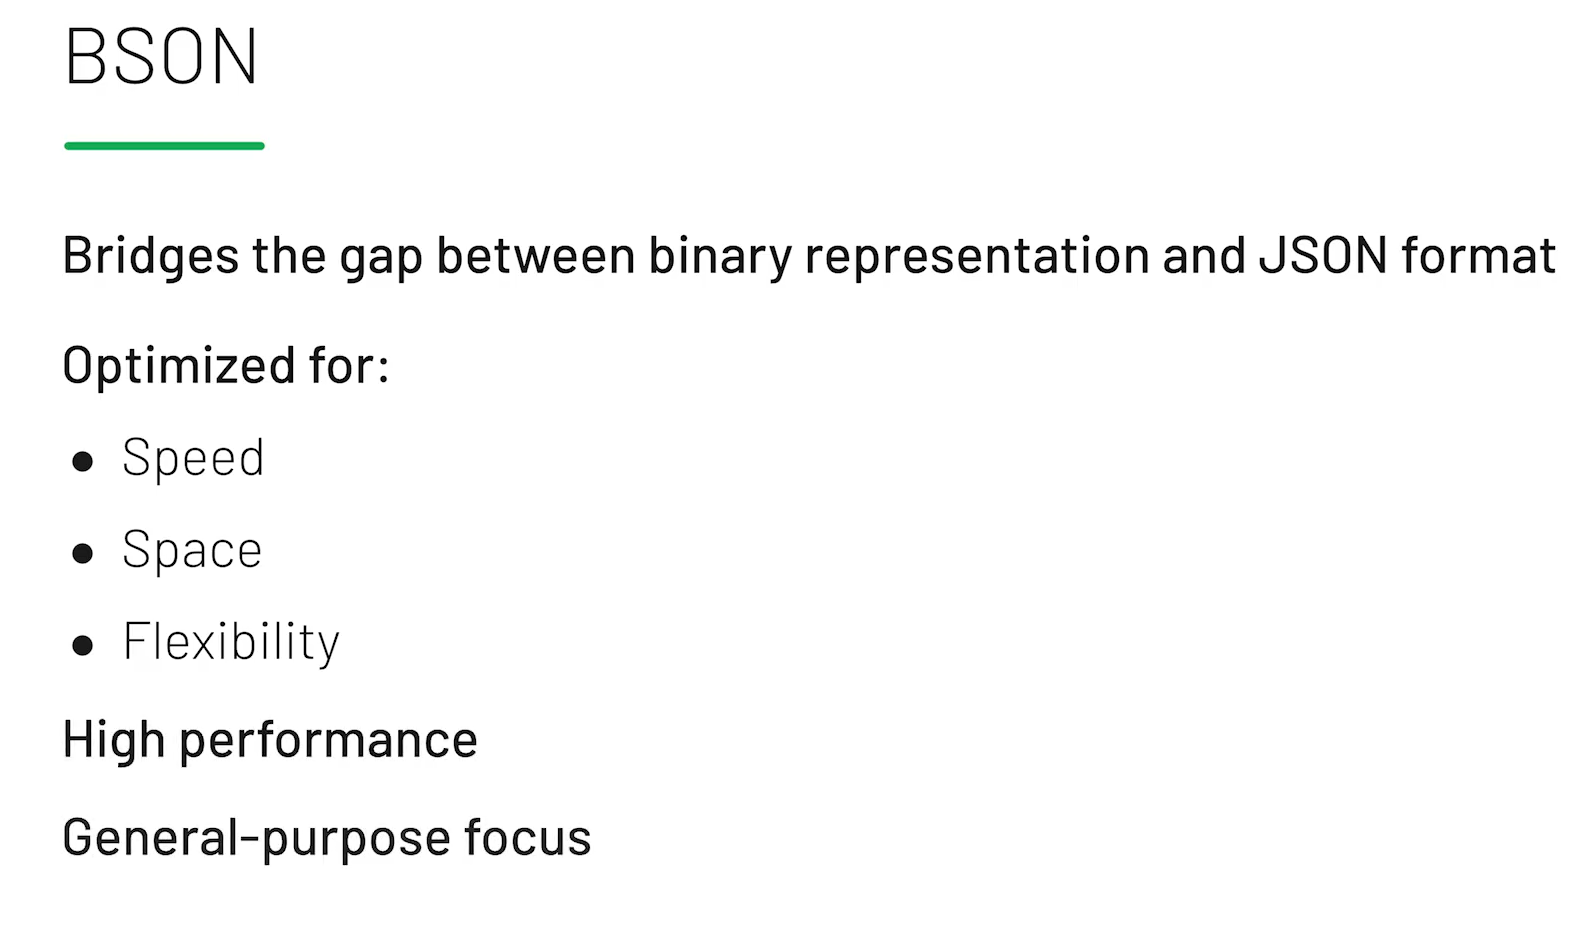 BSON
Bridges the gap between binary representation and JSON format
Optimized for:
● Speed
● Space
● Flexibility
High performance
General-purpose focus